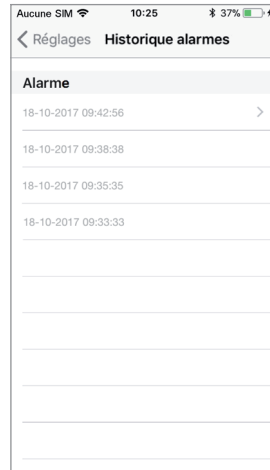 Aucune SIM 10:25 37%
Réglages Historique alarmes
Alarme
18-10-2017 09:42:56
18-10-2017 09:38:38
18-10-2017 09:35:35
18-10-2017 09:33:33